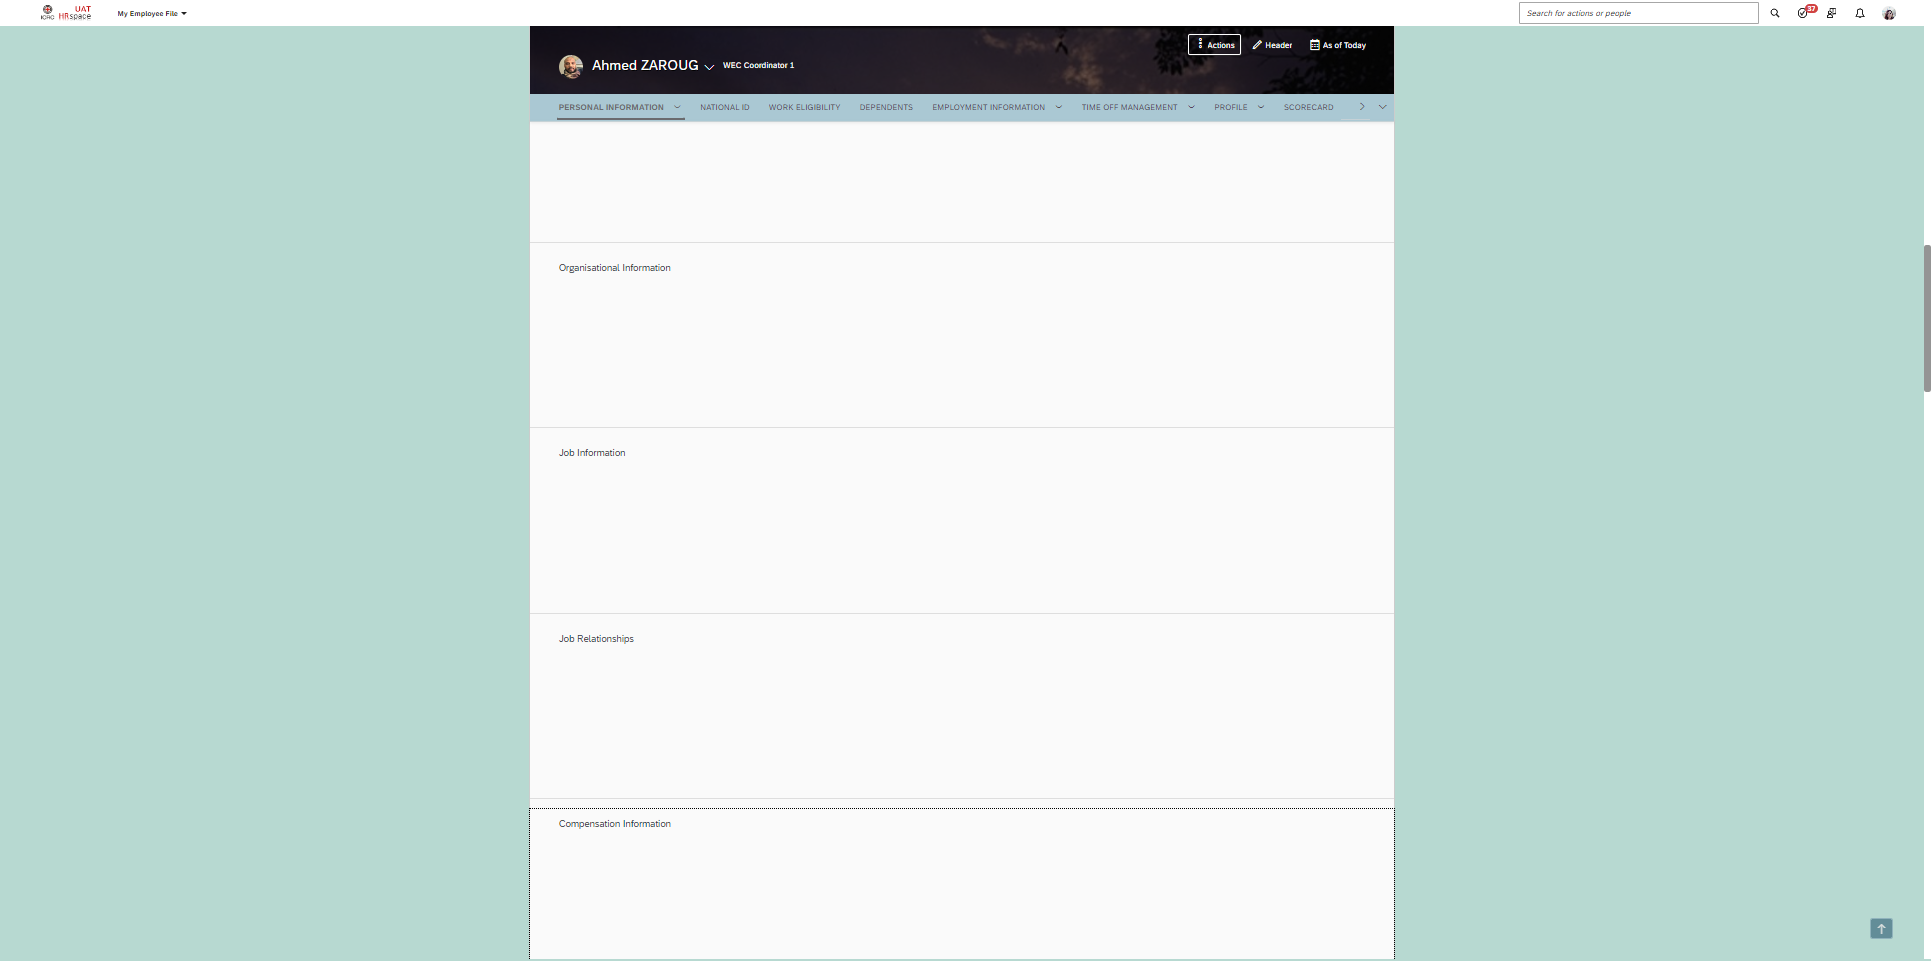 UAT
ICRC HRspace
My Employee File
Search for actions or people
37
Actions
Header
As of Today
Ahmed ZAROUG
WEC Coordinator 1
PERSONAL INFORMATION
NATIONAL ID
WORK ELIGIBILITY
DEPENDENTS
EMPLOYMENT INFORMATION
TIME OFF MANAGEMENT
PROFILE
SCORECARD
Organisational Information
Job Information
Job Relationships
Compensation Information